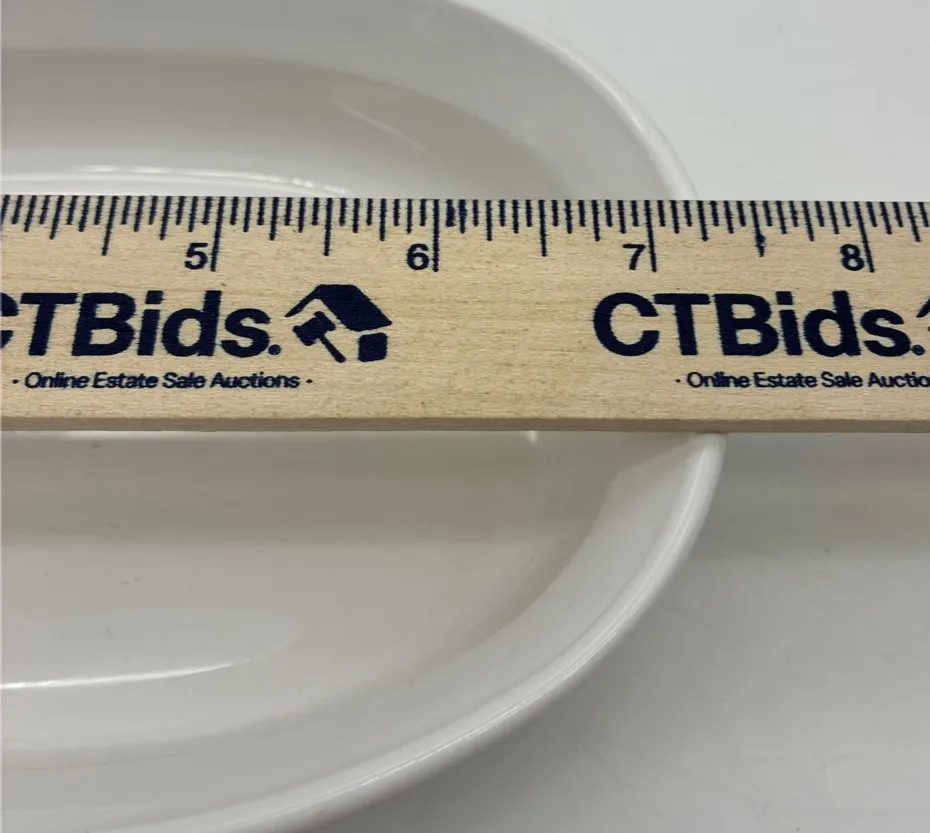 5 6 7 8
CTBids. CTBids.
· Online Estate Sale Auctions · · Online Estate Sale Auctio